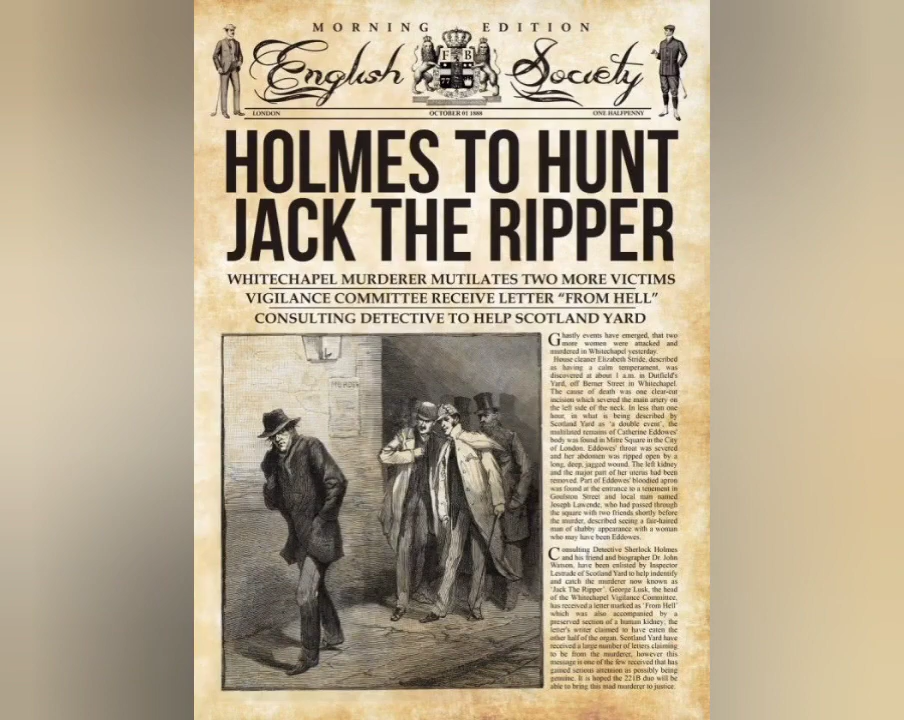 MORNING EDITION
English Society
F B
LONDON OCTOBER 01 1888 ONE HALFPENNY
HOLMES TO HUNT
JACK THE RIPPER
WHITECHAPEL MURDERER MUTILATES TWO MORE VICTIMS
VIGILANCE COMMITTEE RECEIVE LETTER “FROM HELL”
CONSULTING DETECTIVE TO HELP SCOTLAND YARD
Ghastly events have emerged, that two
more women were attacked and
murdered in Whitechapel yesterday.
House cleaner Elizabeth Stride, described
as having a calm temperament, was
discovered at about 1 a.m. in Dutfield's
Yard, off Berner Street in Whitechapel.
The cause of death was one clear-cut
incision which severed the main artery on
the left side of the neck. In less than one
hour, in what is being described by
Scotland Yard as 'a double event', the
mutilated remains of Catherine Eddowes'
body was found in Mitre Square in the City
of London. Eddowes' throat was severed
and her abdomen was ripped open by a
long, deep, jagged wound. The left kidney
and the major part of her uterus had been
removed. Part of Eddowes' bloodied apron
was found at the entrance to a tenement in
Goulston Street and local man named
Joseph Lawende, who had passed through
the square with two friends shortly before
the murder, described seeing a fair-haired
man of shabby appearance with a woman
who may have been Eddowes.
Consulting Detective Sherlock Holmes
and his friend and biographer Dr. John
Watson, have been enlisted by Inspector
Lestrade of Scotland Yard to help indentify
and catch the murderer now known as
'Jack The Ripper'. George Lusk, the head
of the Whitechapel Vigilance Committee,
has received a letter marked as 'From Hell'
which was also accompanied by a
preserved section of a human kidney, the
letter's writer claimed to have eaten the
other half of the organ. Scotland Yard have
received a large number of letters claiming
to be from the murderer, however this
message is one of the few received that has
gained serious attention as possibly being
genuine. It is hoped the 221B duo will be
able to bring this mad murderer to justice.